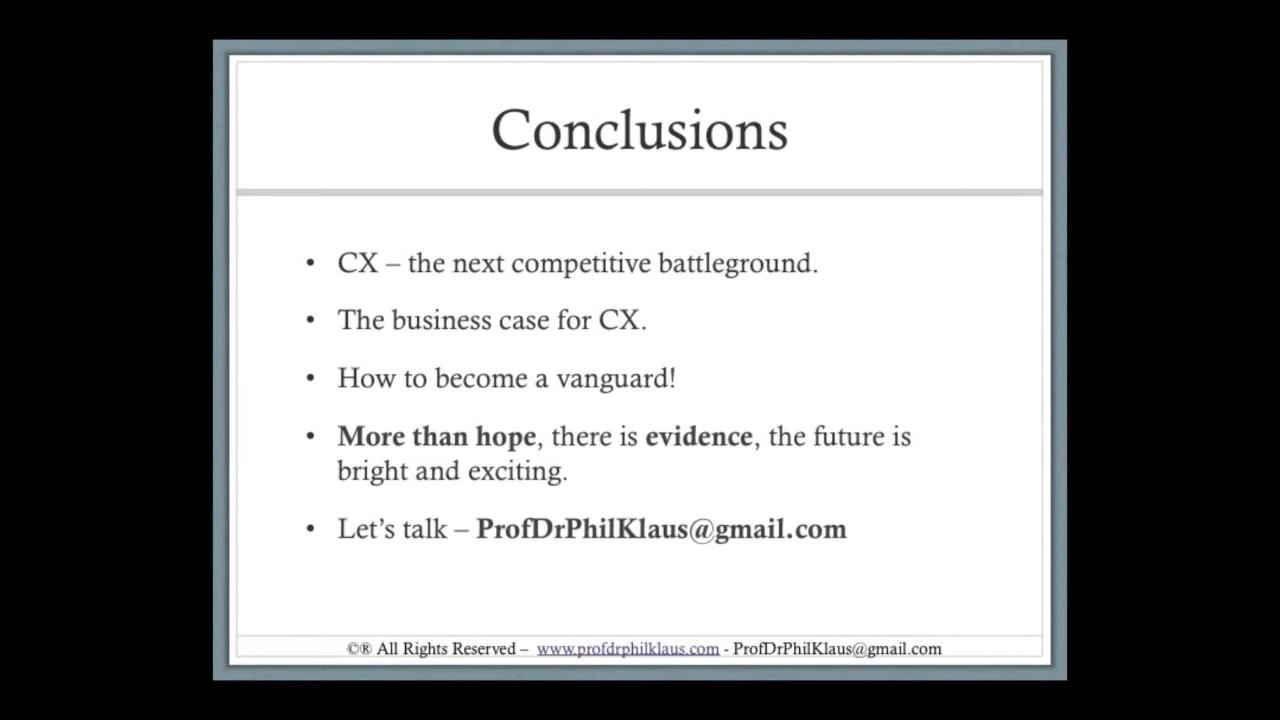 Conclusions
• CX – the next competitive battleground.
• The business case for CX.
• How to become a vanguard!
• More than hope, there is evidence, the future is
bright and exciting.
• Let’s talk – ProfDrPhilKlaus@gmail.com
©® All Rights Reserved – www.profdrphilklaus.com - ProfDrPhilKlaus@gmail.com